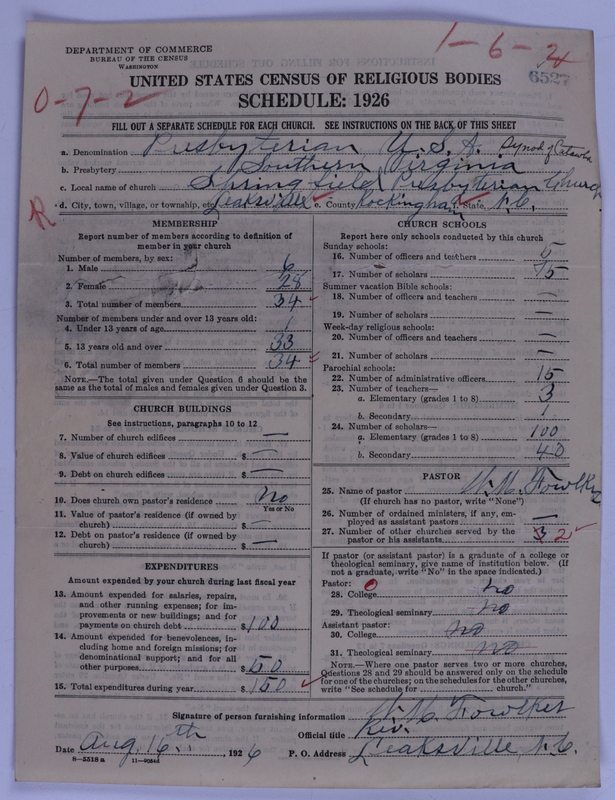 1-6-2
DEPARTMENT OF COMMERCE
BUREAU OF THE CENSUS
WASHINGTON
6527
UNITED STATES CENSUS OF RELIGIOUS BODIES
SCHEDULE: 1926
0-7-2
FILL OUT A SEPARATE SCHEDULE FOR EACH CHURCH. SEE INSTRUCTIONS ON THE BACK OF THIS SHEET
a. Denomination Presbyterian U.S.A. Synod of Catawba
b. Presbytery Southern Virginia
c. Local name of church Springfield Presbyterian Church
d. City, town, village, or township, etc. Leaksville e. County Rockingham f. State N.C.
R
MEMBERSHIP
Report number of members according to definition of
member in your church
Number of members, by sex:
1. Male 6
2. Female 28
3. Total number of members 34
Number of members under and over 13 years old:
4. Under 13 years of age 1
5. 13 years old and over 33
6. Total number of members 34
NOTE.—The total given under Question 6 should be the
same as the total of males and females given under Question 3.
CHURCH BUILDINGS
See instructions, paragraphs 10 to 12
7. Number of church edifices —
8. Value of church edifices $ —
9. Debt on church edifices $ —
10. Does church own pastor's residence no
Yes or No
11. Value of pastor's residence (if owned by
church) $ —
12. Debt on pastor's residence (if owned by
church) $ —
EXPENDITURES
Amount expended by your church during last fiscal year
13. Amount expended for salaries, repairs,
and other running expenses; for im-
provements or new buildings; and for
payments on church debt $ 100
14. Amount expended for benevolences, in-
cluding home and foreign missions; for
denominational support; and for all
other purposes $ 50
15. Total expenditures during year $ 150
CHURCH SCHOOLS
Report here only schools conducted by this church
Sunday schools:
16. Number of officers and teachers 5
17. Number of scholars 75
Summer vacation Bible schools:
18. Number of officers and teachers —
19. Number of scholars —
Week-day religious schools:
20. Number of officers and teachers —
21. Number of scholars —
Parochial schools:
22. Number of administrative officers 15
23. Number of teachers—
a. Elementary (grades 1 to 8) 3
b. Secondary 1
24. Number of scholars—
a. Elementary (grades 1 to 8) 100
b. Secondary 40
PASTOR
25. Name of pastor W. M. Fowlkes
(If church has no pastor, write "None")
26. Number of ordained ministers, if any, em-
ployed as assistant pastors —
27. Number of other churches served by the
pastor or his assistants 3 2
If pastor (or assistant pastor) is a graduate of a college or
theological seminary, give name of institution below. (If
not a graduate, write "No" in the space indicated.)
Pastor: 0
28. College no
29. Theological seminary no
Assistant pastor:
30. College no
31. Theological seminary no
NOTE.—Where one pastor serves two or more churches,
Questions 28 and 29 should be answered only on the schedule
for one of the churches; on the schedules for the other churches,
write "See schedule for church."
Signature of person furnishing information W. M. Fowlkes
Official title Rev.
Date Aug. 16th, 1926 P. O. Address Leaksville, N.C.
8—5518 a